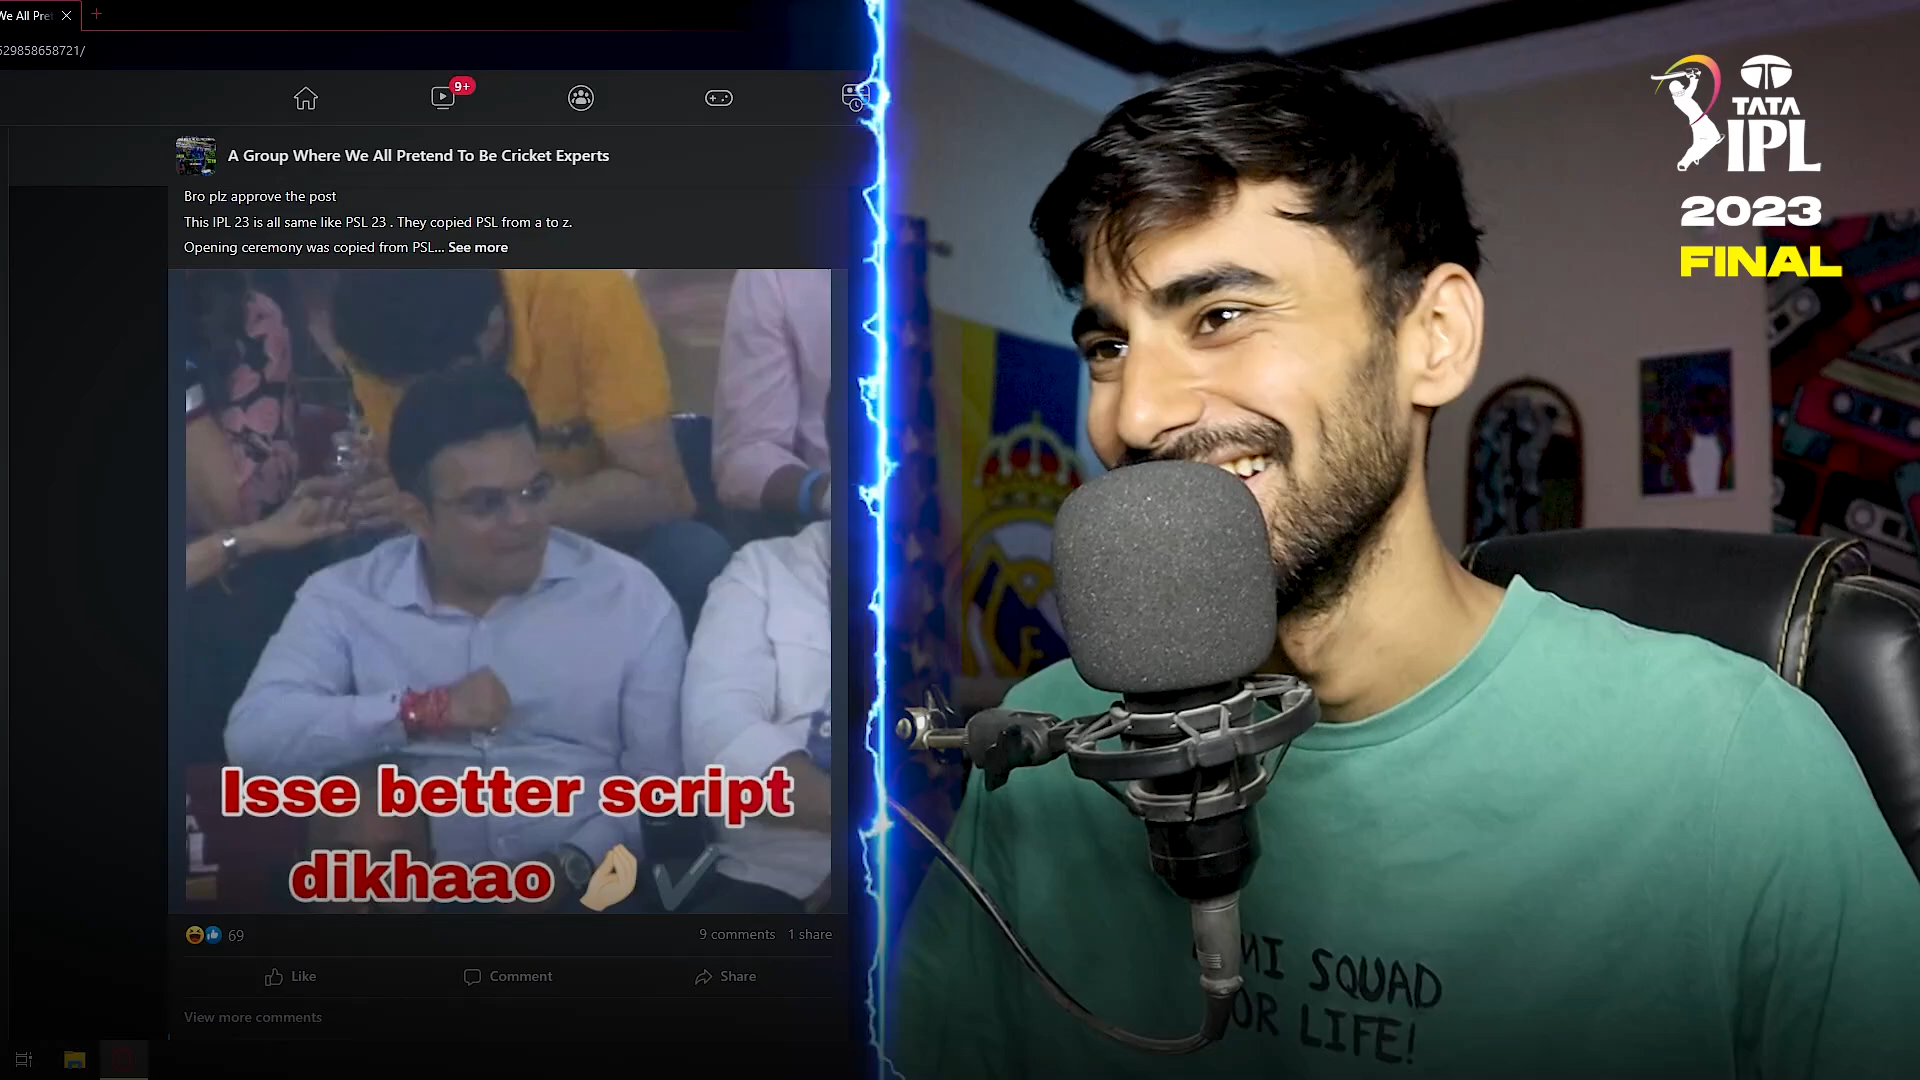 We All Pre
529858658721/
9+
A Group Where We All Pretend To Be Cricket Experts
Bro plz approve the post
This IPL 23 is all same like PSL 23 . They copied PSL from a to z.
Opening ceremony was copied from PSL... See more
Isse better script
dikhaao
69
9 comments 1 share
Like
Comment
Share
View more comments
TATA
IPL
2023
FINAL
MI SQUAD
OR LIFE!